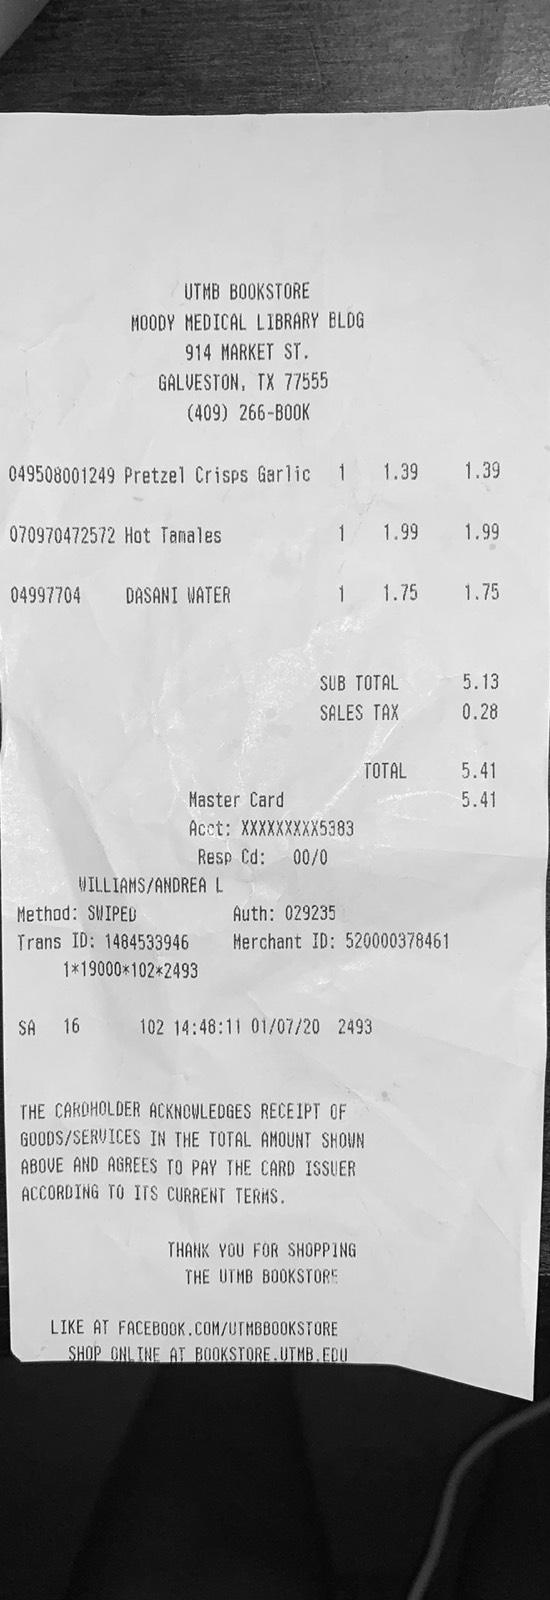 UTMB BOOKSTORE
MOODY MEDICAL LIBRARY BLDG
914 MARKET ST.
GALVESTON, TX 77555
(409) 266-BOOK
049508001249 Pretzel Crisps Garlic 1 1.39 1.39
070970472572 Hot Tamales 1 1.99 1.99
04997704 DASANI WATER 1 1.75 1.75
SUB TOTAL 5.13
SALES TAX 0.28
TOTAL 5.41
Master Card 5.41
Acct: XXXXXXXXX5383
Resp Cd: 00/0
WILLIAMS/ANDREA L
Method: SWIPED Auth: 029235
Trans ID: 1484533946 Merchant ID: 520000378461
1*19000*102*2493
SA 16 102 14:48:11 01/07/20 2493
THE CARDHOLDER ACKNOWLEDGES RECEIPT OF
GOODS/SERVICES IN THE TOTAL AMOUNT SHOWN
ABOVE AND AGREES TO PAY THE CARD ISSUER
ACCORDING TO ITS CURRENT TERMS.
THANK YOU FOR SHOPPING
THE UTMB BOOKSTORE
LIKE AT FACEBOOK.COM/UTMBBOOKSTORE
SHOP ONLINE AT BOOKSTORE.UTMB.EDU